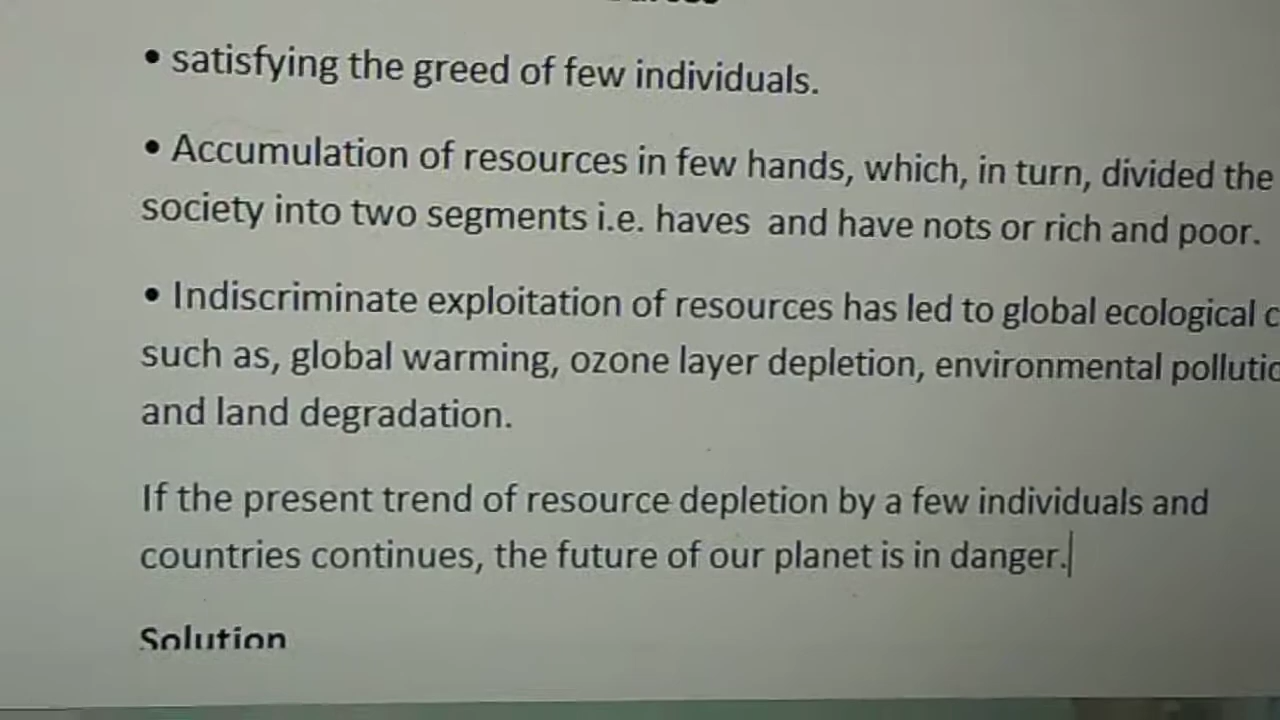 • satisfying the greed of few individuals.
• Accumulation of resources in few hands, which, in turn, divided the
society into two segments i.e. haves and have nots or rich and poor.
• Indiscriminate exploitation of resources has led to global ecological
such as, global warming, ozone layer depletion, environmental
and land degradation.
If the present trend of resource depletion by a few individuals and
countries continues, the future of our planet is in danger.
Solution